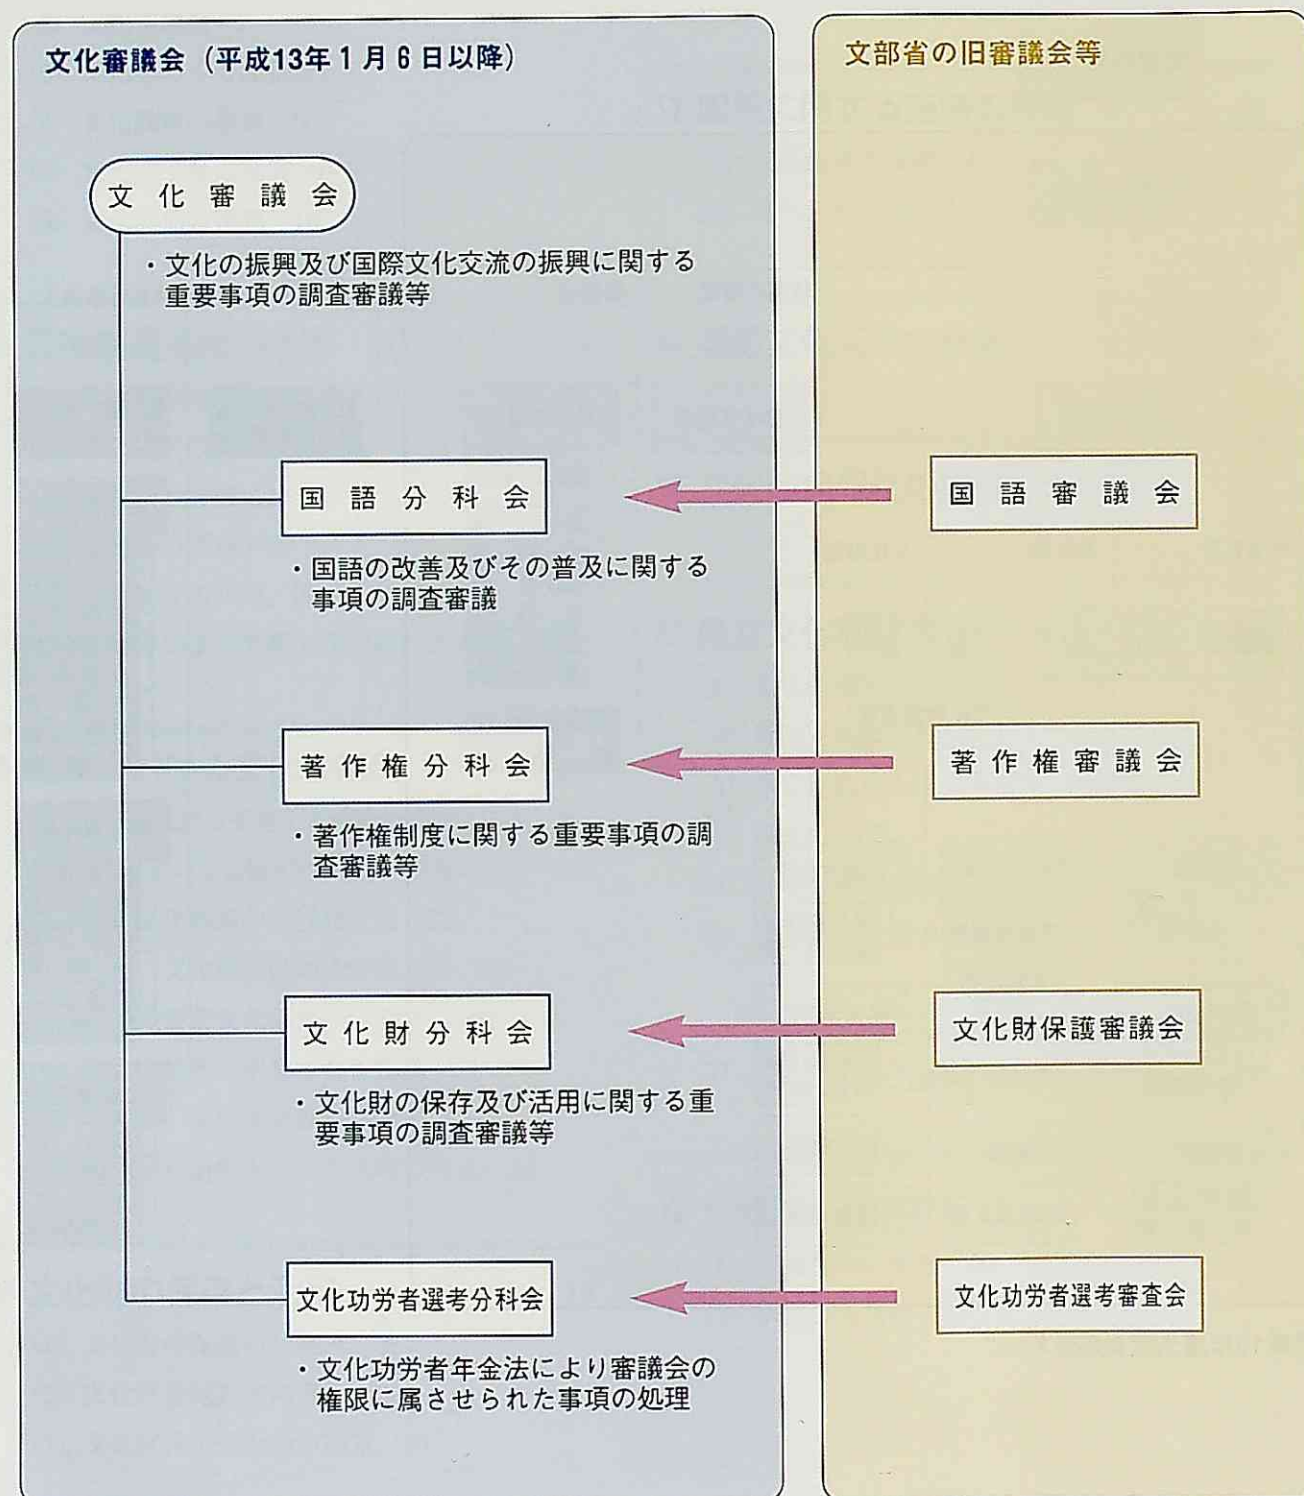 文化審議会（平成13年1月6日以降）
文化審議会
・文化の振興及び国際文化交流の振興に関する
重要事項の調査審議等
国語分科会
・国語の改善及びその普及に関する
事項の調査審議
著作権分科会
・著作権制度に関する重要事項の調
査審議等
文化財分科会
・文化財の保存及び活用に関する重
要事項の調査審議等
文化功労者選考分科会
・文化功労者年金法により審議会の
権限に属させられた事項の処理
文部省の旧審議会等
国語審議会
著作権審議会
文化財保護審議会
文化功労者選考審査会